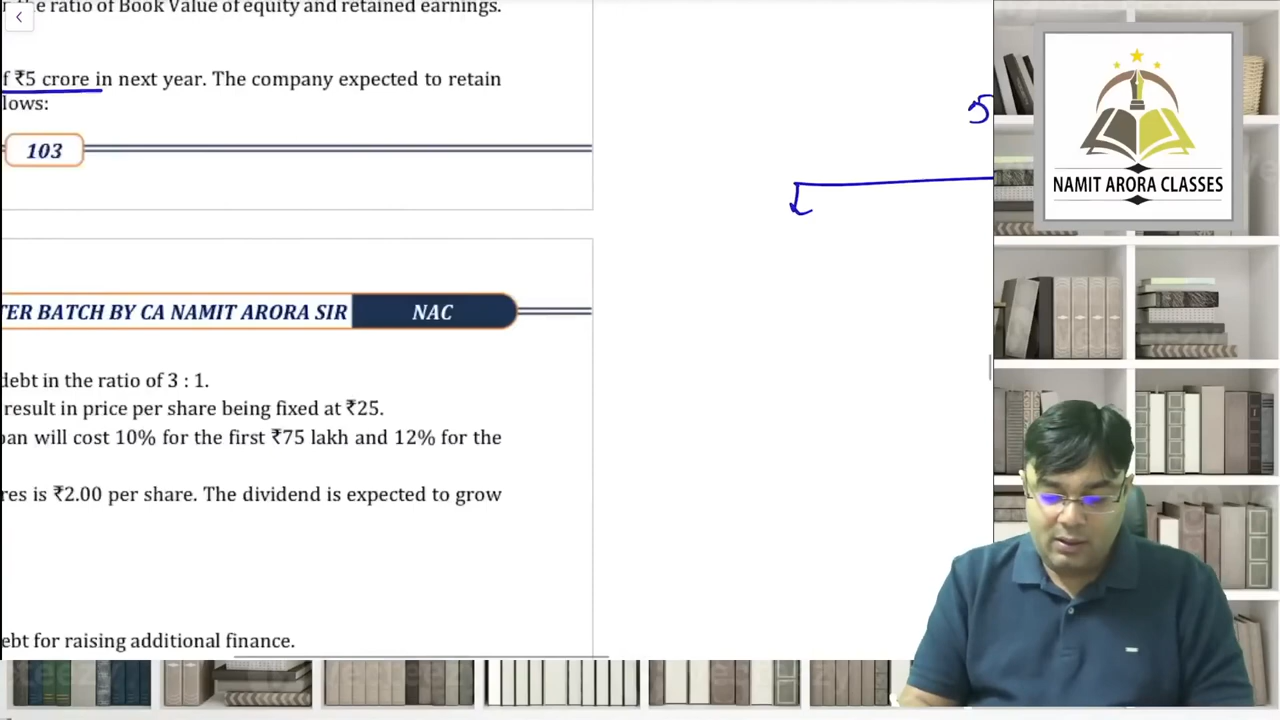 the ratio of Book Value of equity and retained earnings.
f ₹5 crore in next year. The company expected to retain
lows:
5
103
NAMIT ARORA CLASSES
TER BATCH BY CA NAMIT ARORA SIR NAC
debt in the ratio of 3 : 1.
result in price per share being fixed at ₹25.
oan will cost 10% for the first ₹75 lakh and 12% for the
res is ₹2.00 per share. The dividend is expected to grow
ebt for raising additional finance.